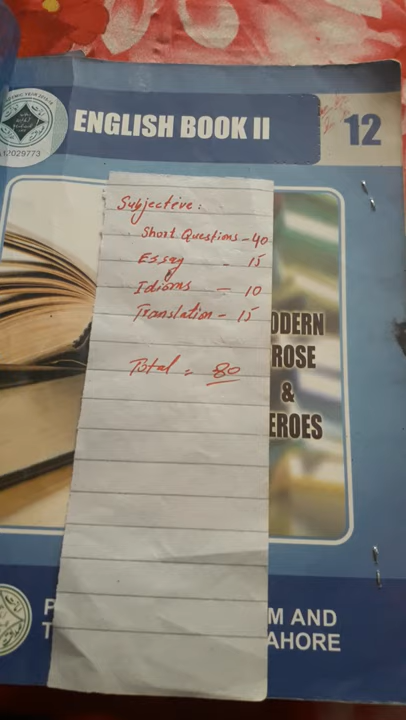 ENGLISH BOOK II
12
12029773
Subjective:
Short Questions - 40
Essay - 15
Idioms - 10
Translation - 15
Total = 80
ODERN
ROSE
&
EROES
M AND
AHORE